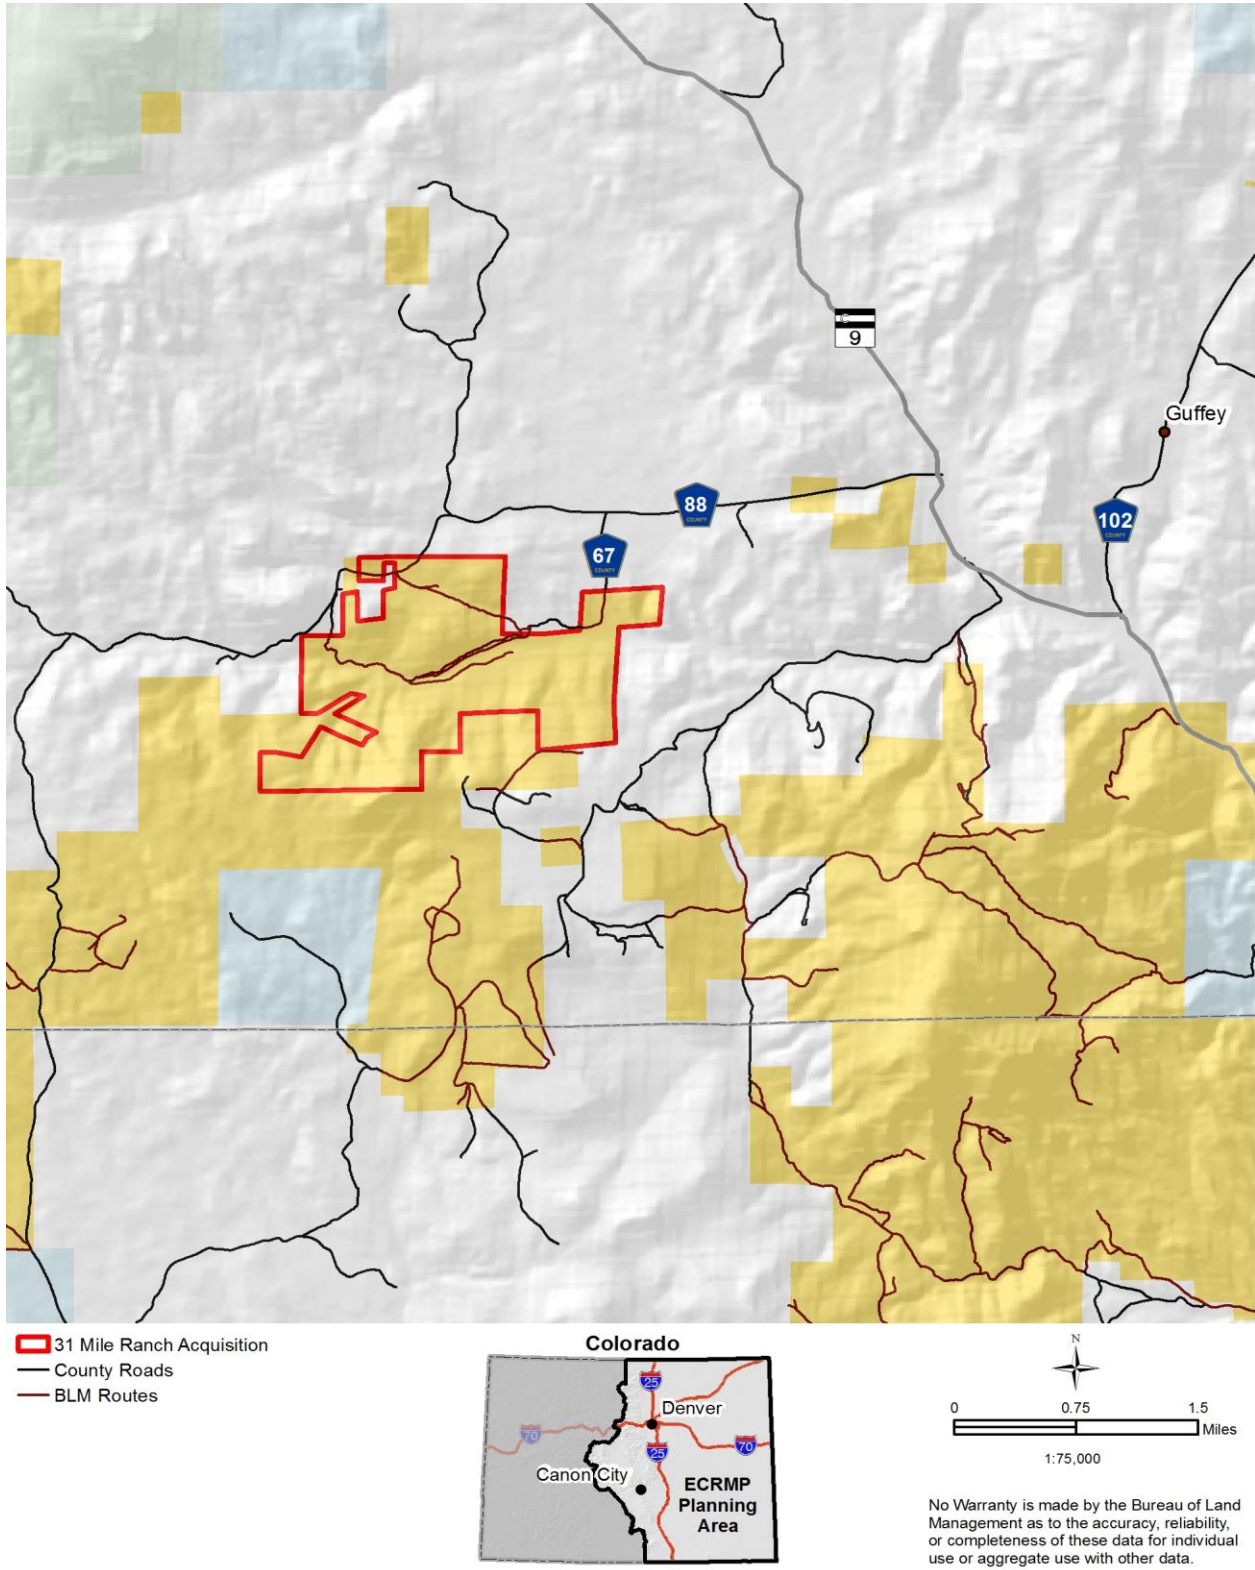 9
Guffey
88
COUNTY
102
COUNTY
67
COUNTY
31 Mile Ranch Acquisition
County Roads
BLM Routes
Colorado
25
Denver
70
25
70
Canon City
ECRMP
Planning
Area
N
0 0.75 1.5
Miles
1:75,000
No Warranty is made by the Bureau of Land
Management as to the accuracy, reliability,
or completeness of these data for individual
use or aggregate use with other data.